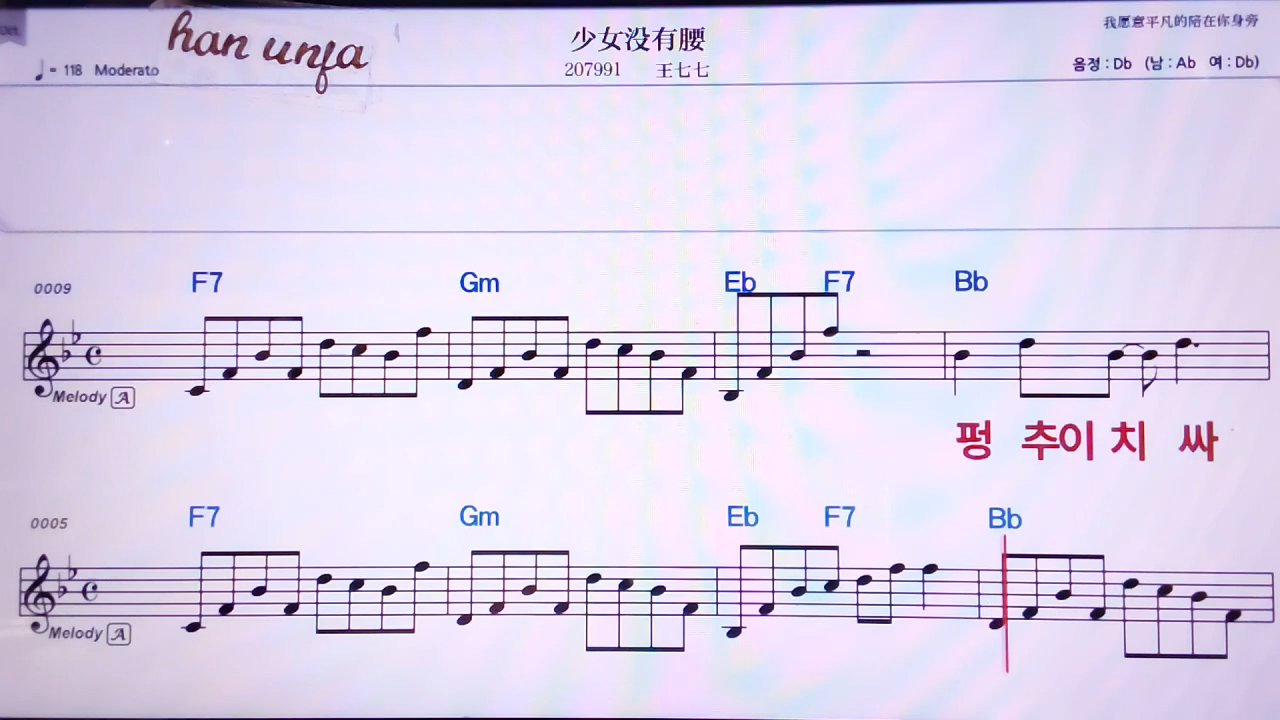 han unfa
少女没有腰
我愿意平凡的陪在你身旁
♩= 118 Moderato
207991 王七七
음정 : Db (남 : Ab 여 : Db)
0009 F7 Gm Eb F7 Bb
Melody A
펑 추이 치 싸
0005 F7 Gm Eb F7 Bb
Melody A